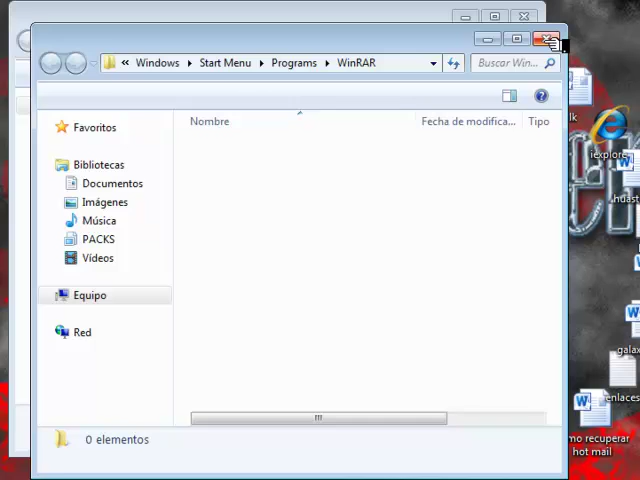 « Windows ▸ Start Menu ▸ Programs ▸ WinRAR
Buscar Win...
Nombre
Fecha de modifica...
Tipo
Favoritos
Bibliotecas
Documentos
Imágenes
Música
PACKS
Vídeos
Equipo
Red
0 elementos
iexplore
huast
galax
enlaces
mo recuperar
hot mail